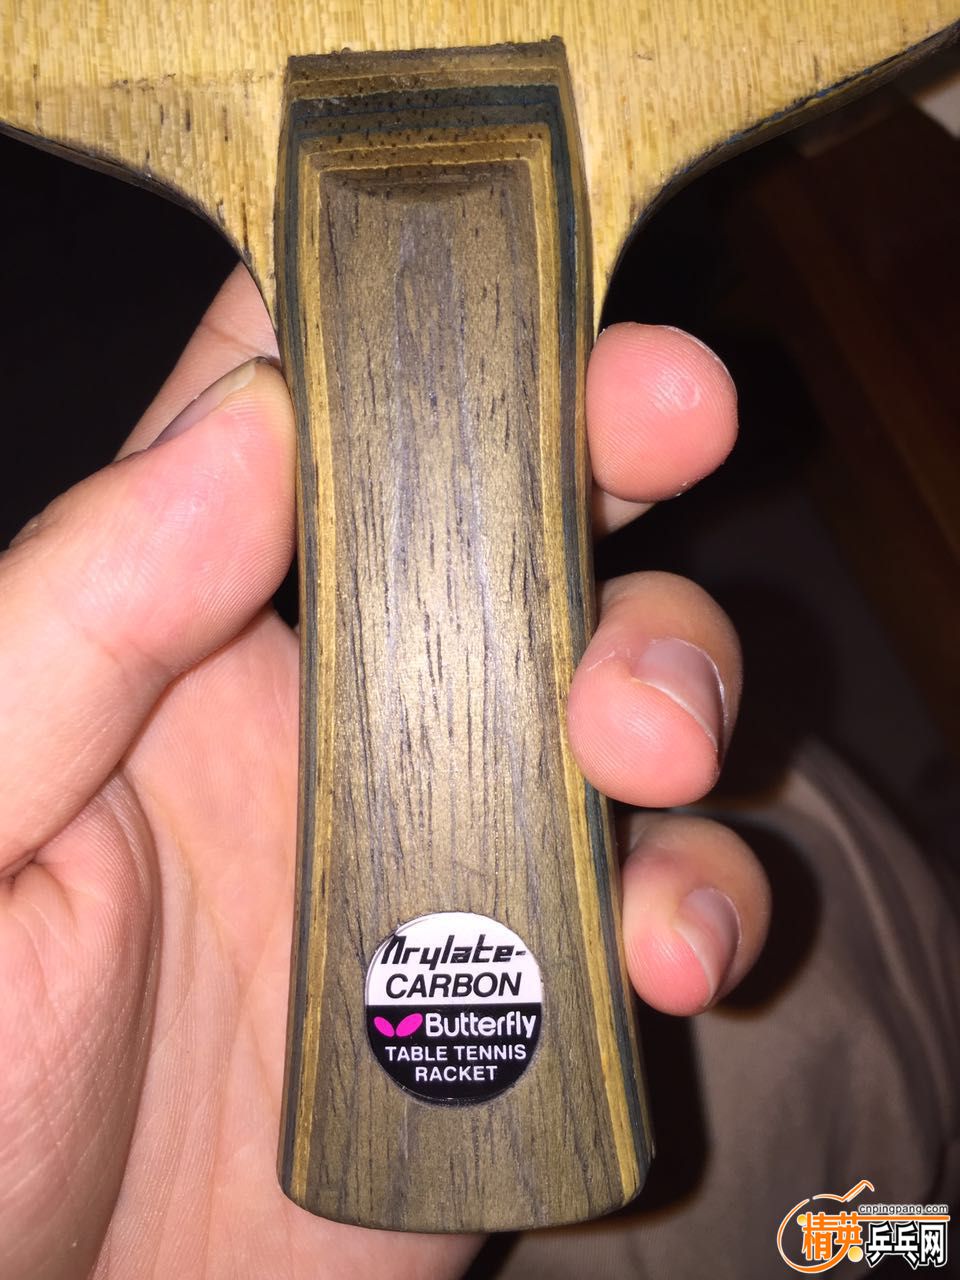 Arylate-
CARBON
Butterfly
TABLE TENNIS
RACKET
cnpingpang.com
精英乒乓网